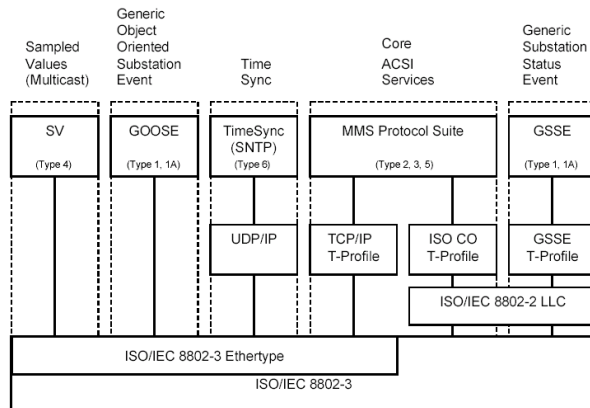 Sampled
Values
(Multicast)
Generic
Object
Oriented
Substation
Event
Time
Sync
Core
ACSI
Services
Generic
Substation
Status
Event
SV
(Type 4)
GOOSE
(Type 1, 1A)
TimeSync
(SNTP)
(Type 6)
MMS Protocol Suite
(Type 2, 3, 5)
GSSE
(Type 1, 1A)
UDP/IP
TCP/IP
T-Profile
ISO CO
T-Profile
GSSE
T-Profile
ISO/IEC 8802-2 LLC
ISO/IEC 8802-3 Ethertype
ISO/IEC 8802-3